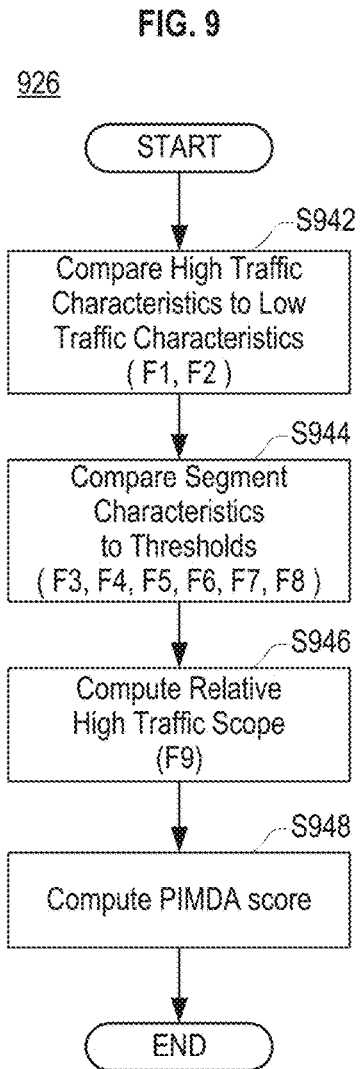 FIG. 9
926
START
S942
Compare High Traffic
Characteristics to Low
Traffic Characteristics
( F1, F2 )
S944
Compare Segment
Characteristics
to Thresholds
( F3, F4, F5, F6, F7, F8 )
S946
Compute Relative
High Traffic Scope
(F9)
S948
Compute PIMDA score
END